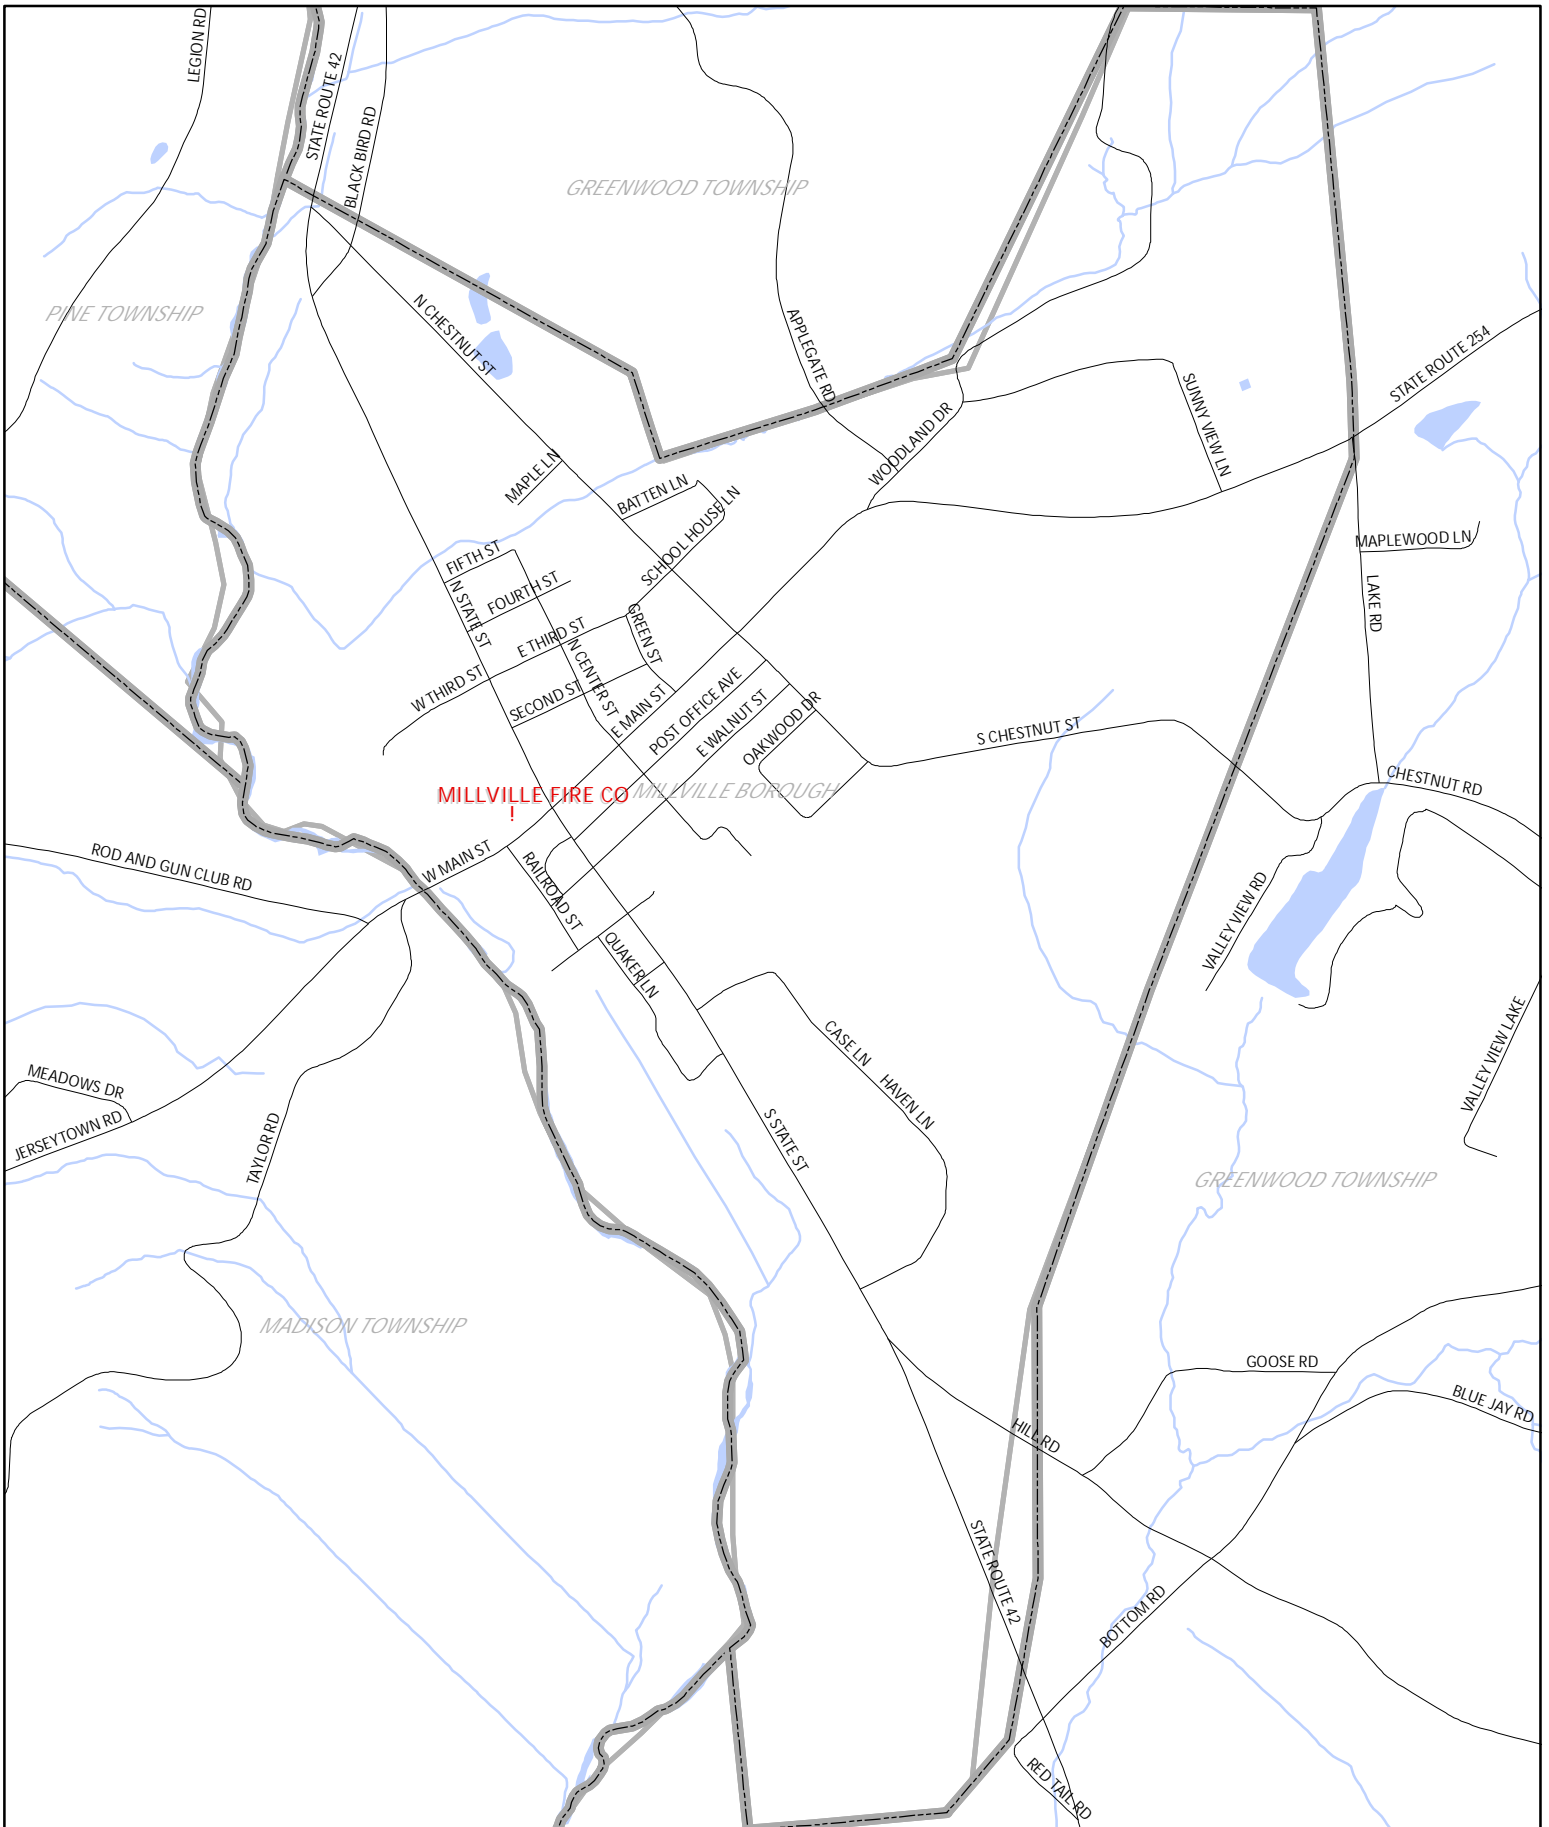 LEGION RD
STATE ROUTE 42
BLACK BIRD RD
GREENWOOD TOWNSHIP
PINE TOWNSHIP
N CHESTNUT ST
APPLEGATE RD
STATE ROUTE 254
SUNNY VIEW LN
WOODLAND DR
MAPLE LN
BATTEN LN
SCHOOL HOUSE LN
MAPLEWOOD LN
FIFTH ST
FOURTH ST
N STATE ST
LAKE RD
E THIRD ST
GREEN ST
N CENTER ST
W THIRD ST
SECOND ST
E MAIN ST
POST OFFICE AVE
E WALNUT ST
OAKWOOD DR
S CHESTNUT ST
CHESTNUT RD
MILLVILLE FIRE CO
!
MILLVILLE BOROUGH
W MAIN ST
ROD AND GUN CLUB RD
RAILROAD ST
VALLEY VIEW RD
QUAKER LN
CASE LN
HAVEN LN
VALLEY VIEW LAKE
MEADOWS DR
JERSEYTOWN RD
TAYLOR RD
S STATE ST
GREENWOOD TOWNSHIP
MADISON TOWNSHIP
GOOSE RD
BLUE JAY RD
HILL RD
STATE ROUTE 42
BOTTOM RD
RED TAIL RD